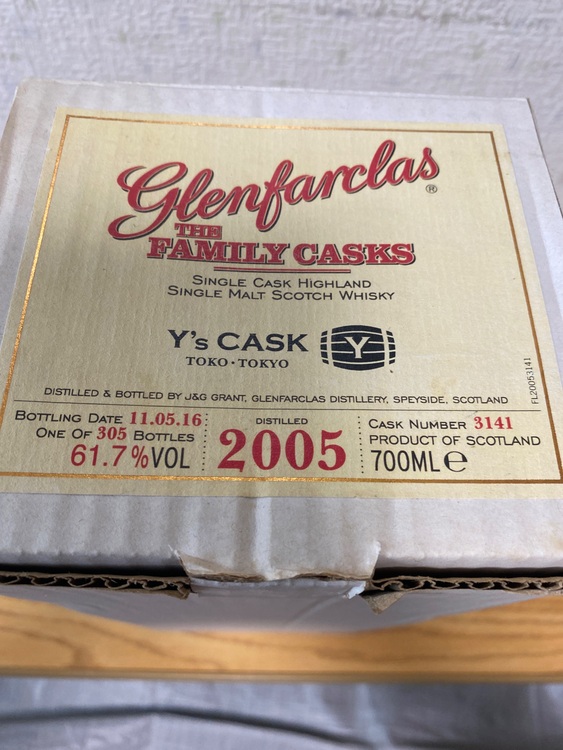 Glenfarclas®
THE
FAMILY CASKS
SINGLE CASK HIGHLAND
SINGLE MALT SCOTCH WHISKY
Y's CASK Y
TOKO・TOKYO
DISTILLED & BOTTLED BY J&G GRANT, GLENFARCLAS DISTILLERY, SPEYSIDE, SCOTLAND
FL20053141
BOTTLING DATE 11.05.16
ONE OF 305 BOTTLES
61.7%VOL
DISTILLED
2005
CASK NUMBER 3141
PRODUCT OF SCOTLAND
700ML℮